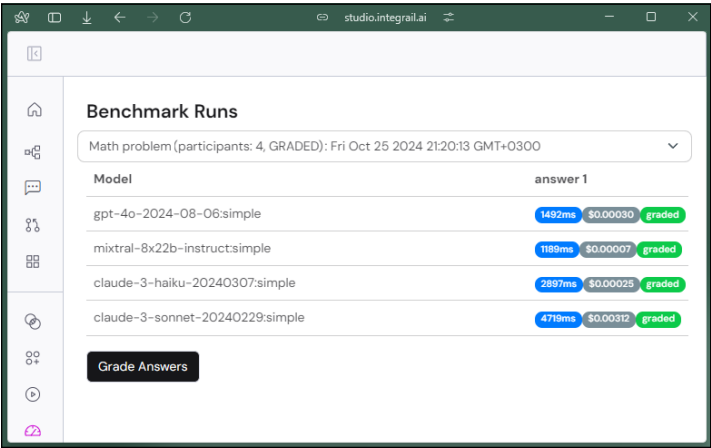 studio.integrail.ai
Benchmark Runs
Math problem (participants: 4, GRADED): Fri Oct 25 2024 21:20:13 GMT+0300
Model answer 1
gpt-4o-2024-08-06:simple 1492ms $0.00030 graded
mixtral-8x22b-instruct:simple 1189ms $0.00007 graded
claude-3-haiku-20240307:simple 2897ms $0.00025 graded
claude-3-sonnet-20240229:simple 4719ms $0.00312 graded
Grade Answers